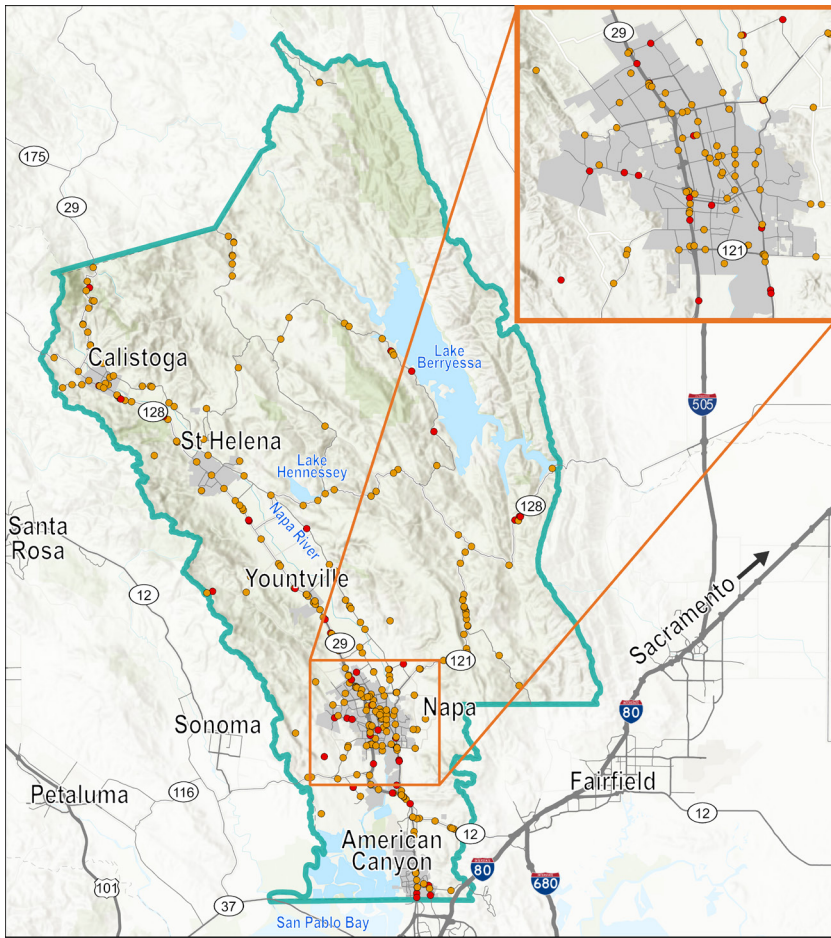 29
121
175
29
Calistoga
128
St Helena
Lake
Berryessa
505
Lake
Hennessey
128
Santa
Rosa
Napa River
Yountville
12
29
121
Sacramento
Napa
80
Sonoma
Fairfield
Petaluma
116
12
American
Canyon
12
80
680
101
37
San Pablo Bay